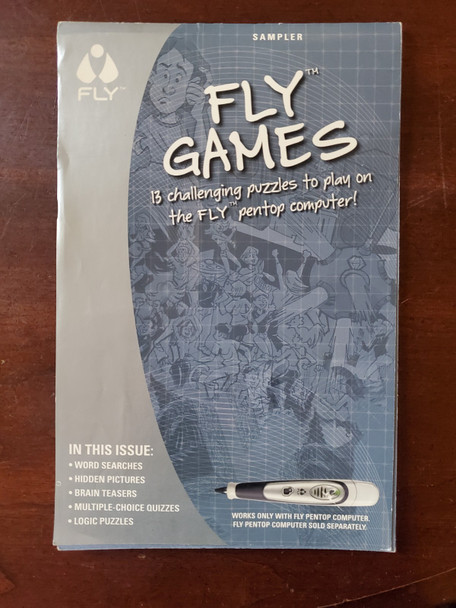 SAMPLER
FLY™
FLY™
GAMES
13 challenging puzzles to play on
the FLY™ pentop computer!
IN THIS ISSUE:
• WORD SEARCHES
• HIDDEN PICTURES
• BRAIN TEASERS
• MULTIPLE-CHOICE QUIZZES
• LOGIC PUZZLES
WORKS ONLY WITH FLY PENTOP COMPUTER.
FLY PENTOP COMPUTER SOLD SEPARATELY.